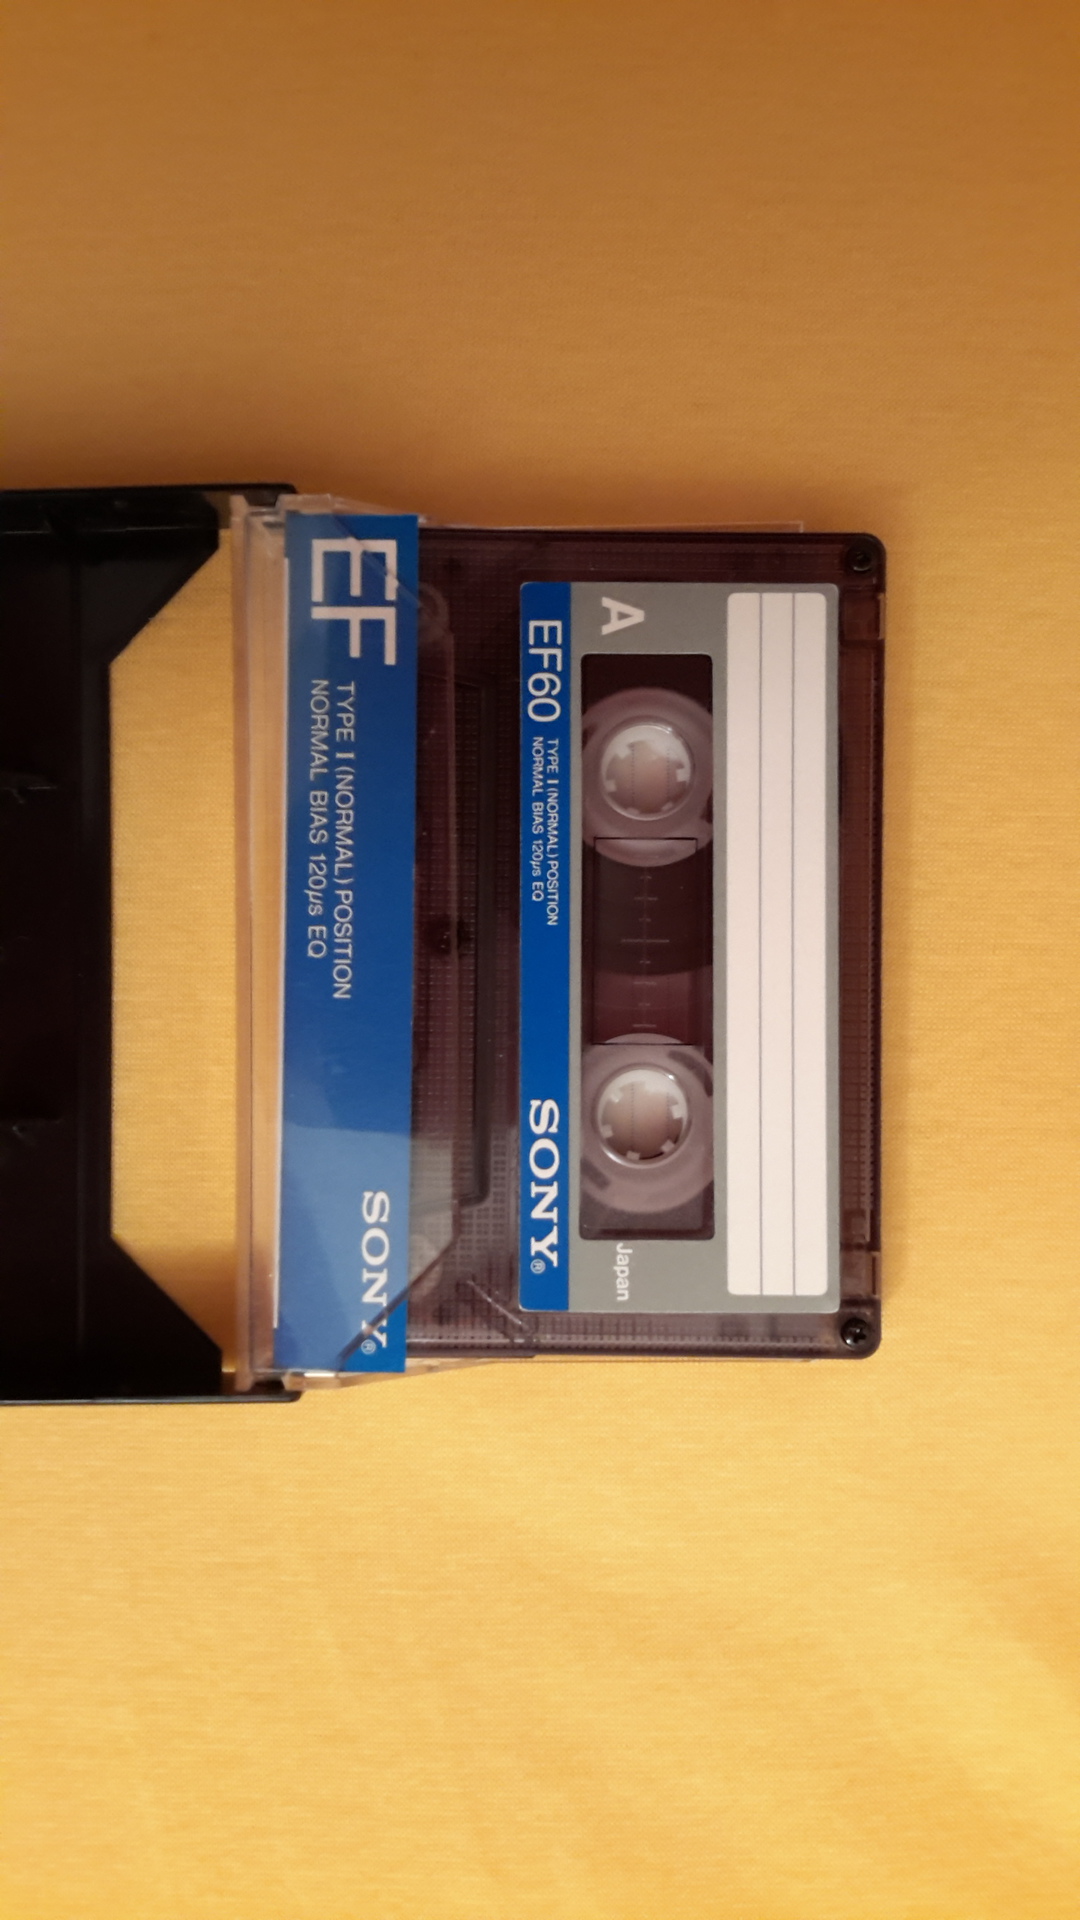 A
EF60
TYPE I (NORMAL) POSITION
NORMAL BIAS 120µs EQ
SONY®
Japan
EF
TYPE I (NORMAL) POSITION
NORMAL BIAS 120µs EQ
SONY®